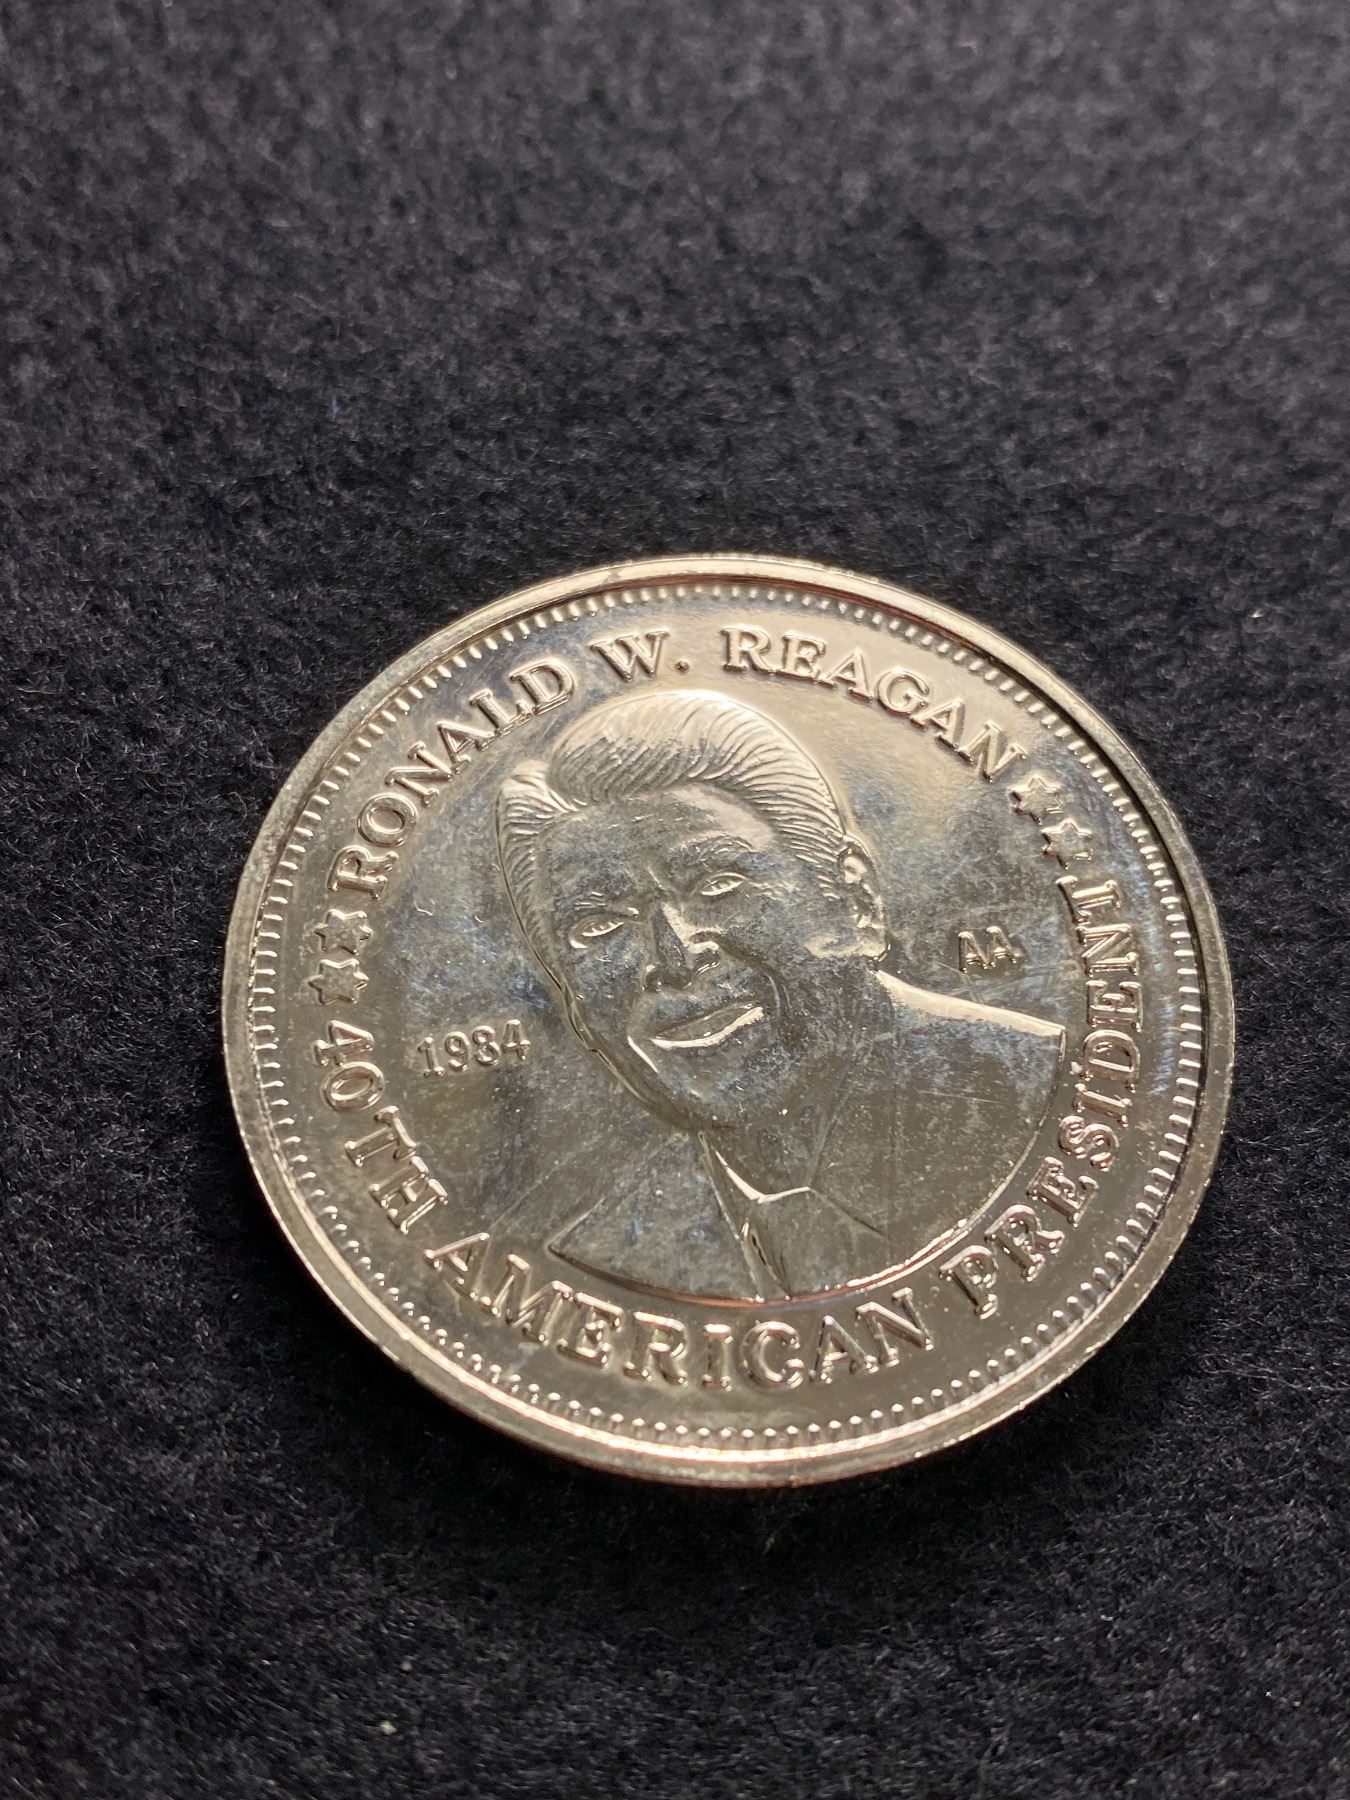 RONALD W. REAGAN
1984
AA
40TH AMERICAN PRESIDENT